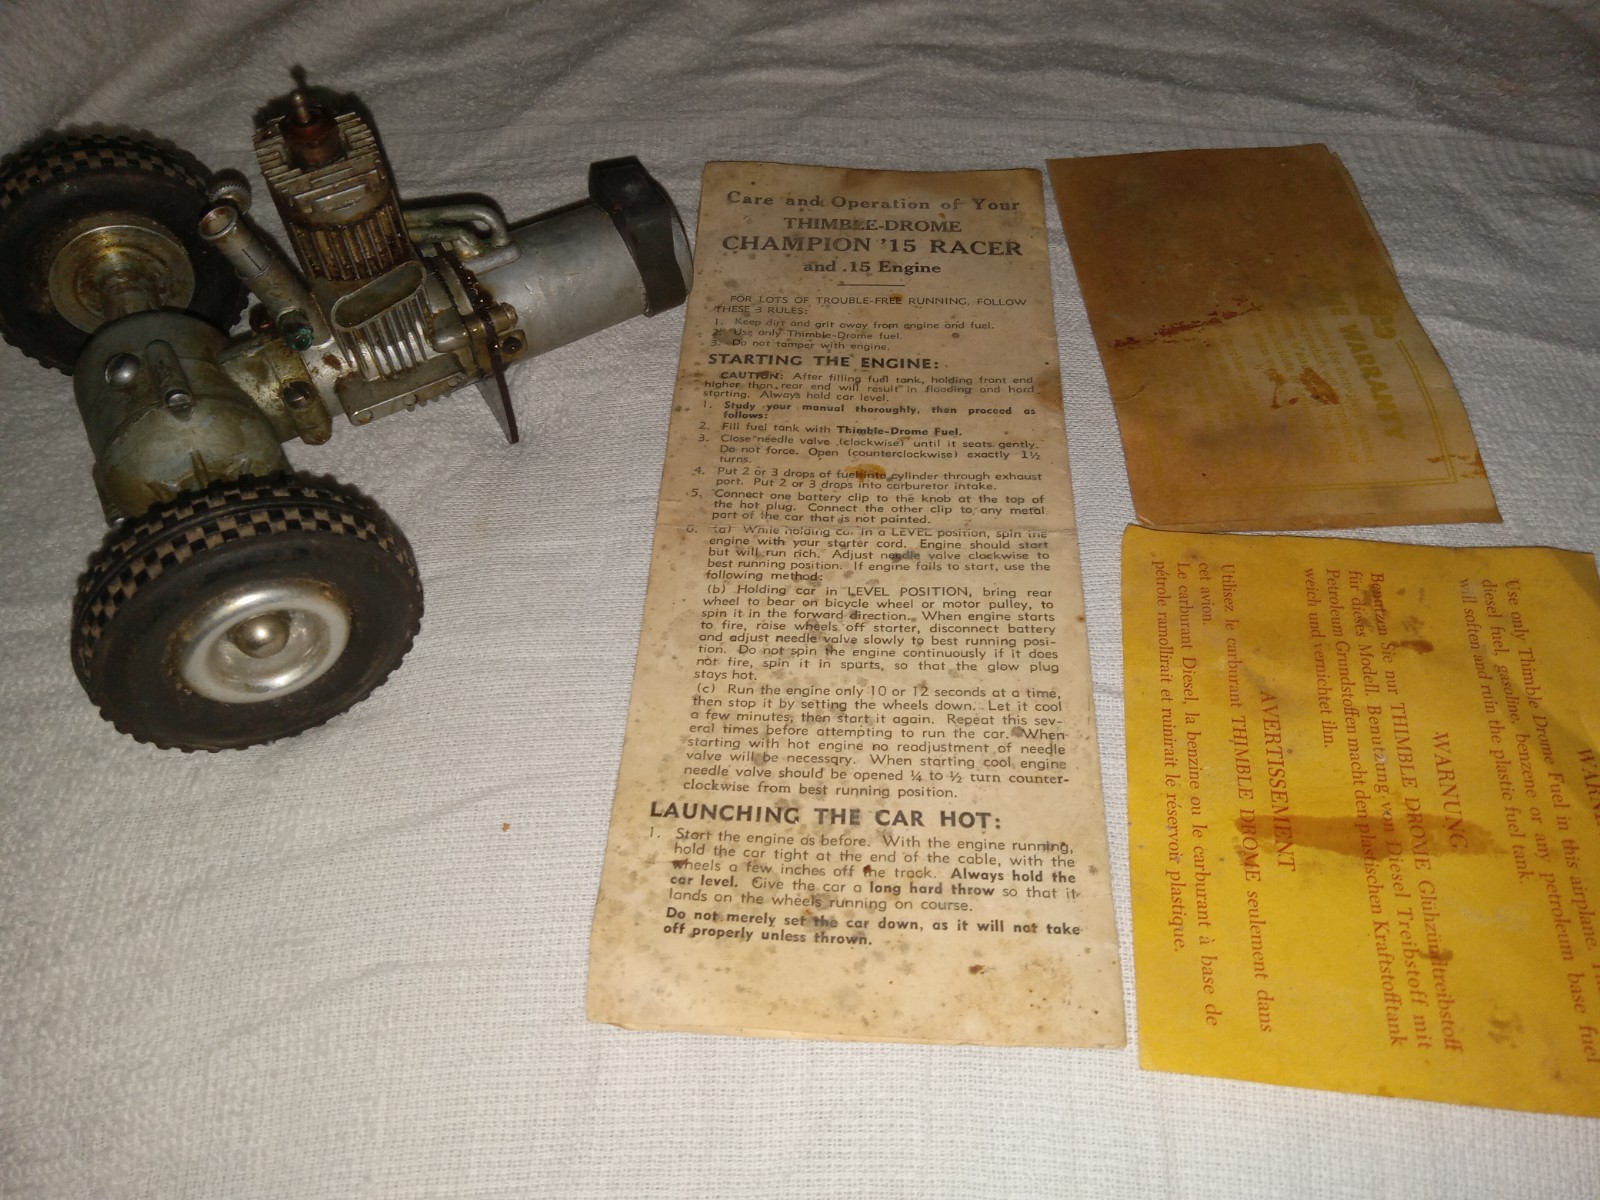 Care and Operation of Your
THIMBLE-DROME
CHAMPION '15 RACER
and .15 Engine
FOR LOTS OF TROUBLE-FREE RUNNING, FOLLOW
THESE 3 RULES:
1. Keep dirt and grit away from engine and fuel.
2. Use only Thimble-Drome fuel.
3. Do not tamper with engine.
STARTING THE ENGINE:
CAUTION: After filling fuel tank, holding front end
higher than rear end will result in flooding and hard
starting. Always hold car level.
1. Study your manual thoroughly, then proceed as
follows:
2. Fill fuel tank with Thimble-Drome Fuel.
3. Close needle valve (clockwise) until it seats gently.
Do not force. Open (counterclockwise) exactly 1½
turns.
4. Put 2 or 3 drops of fuel into cylinder through exhaust
port. Put 2 or 3 drops into carburetor intake.
5. Connect one battery clip to the knob at the top of
the hot plug. Connect the other clip to any metal
part of the car that is not painted.
6. (a) While holding car in a LEVEL position, spin the
engine with your starter cord. Engine should start
but will run rich. Adjust needle valve clockwise to
best running position. If engine fails to start, use the
following method:
(b) Holding car in LEVEL POSITION, bring rear
wheel to bear on bicycle wheel or motor pulley, to
spin it in the forward direction. When engine starts
to fire, raise wheels off starter, disconnect battery
and adjust needle valve slowly to best running posi-
tion. Do not spin the engine continuously if it does
not fire, spin it in spurts, so that the glow plug
stays hot.
(c) Run the engine only 10 or 12 seconds at a time,
then stop it by setting the wheels down. Let it cool
a few minutes, then start it again. Repeat this sev-
eral times before attempting to run the car. When
starting with hot engine no readjustment of needle
valve will be necessary. When starting cool engine
needle valve should be opened ¼ to ½ turn counter-
clockwise from best running position.
LAUNCHING THE CAR HOT:
1. Start the engine as before. With the engine running,
hold the car tight at the end of the cable, with the
wheels a few inches off the track. Always hold the
car level. Give the car a long hard throw so that it
lands on the wheels running on course.
Do not merely set the car down, as it will not take
off properly unless thrown.
WARRANTY
Use only Thimble Drome Fuel in this airplane.
diesel fuel, gasoline, benzene or any petroleum base fuel
will soften and ruin the plastic fuel tank.
WARNUNG
Benutzen Sie nur THIMBLE DROME Glühzündtreibstoff
für dieses Modell. Benutzung von Diesel Treibstoff mit
Petroleum Grundstoffen macht den plastischen Kraftstofftank
weich und vernichtet ihn.
AVERTISSEMENT
Utilisez le carburant THIMBLE DROME seulement dans
cet avion.
Le carburant Diesel, la benzine ou le carburant à base de
pétrole ramollirait et ruinirait le réservoir plastique.